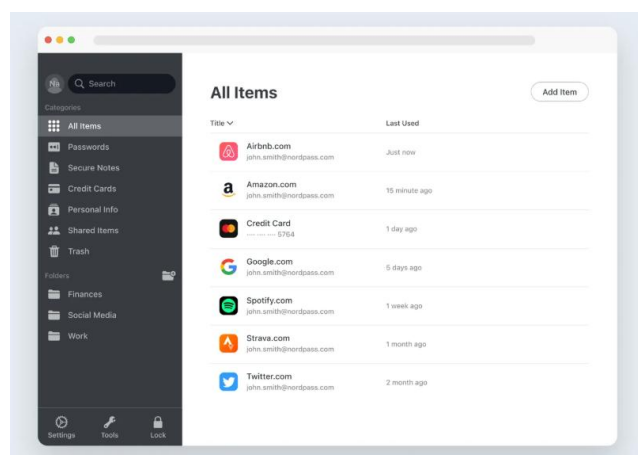 Search
Categories
All Items
Passwords
Secure Notes
Credit Cards
Personal Info
Shared Items
Trash
Folders
Finances
Social Media
Work
Settings Tools Lock
All Items
Add Item
Title Last Used
Airbnb.com
john.smith@nordpass.com
Just now
Amazon.com
john.smith@nordpass.com
15 minute ago
Credit Card
---- ---- ---- 5764
1 day ago
Google.com
john.smith@nordpass.com
5 days ago
Spotify.com
john.smith@nordpass.com
1 week ago
Strava.com
john.smith@nordpass.com
1 month ago
Twitter.com
john.smith@nordpass.com
2 month ago